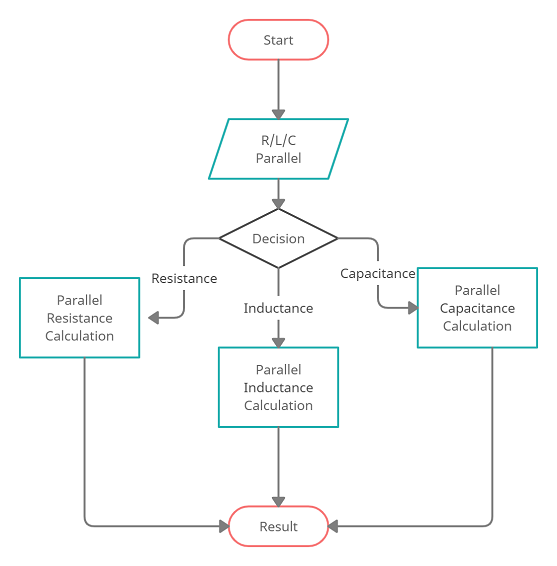 Start
R/L/C
Parallel
Decision
Resistance
Capacitance
Inductance
Parallel
Resistance
Calculation
Parallel
Inductance
Calculation
Parallel
Capacitance
Calculation
Result